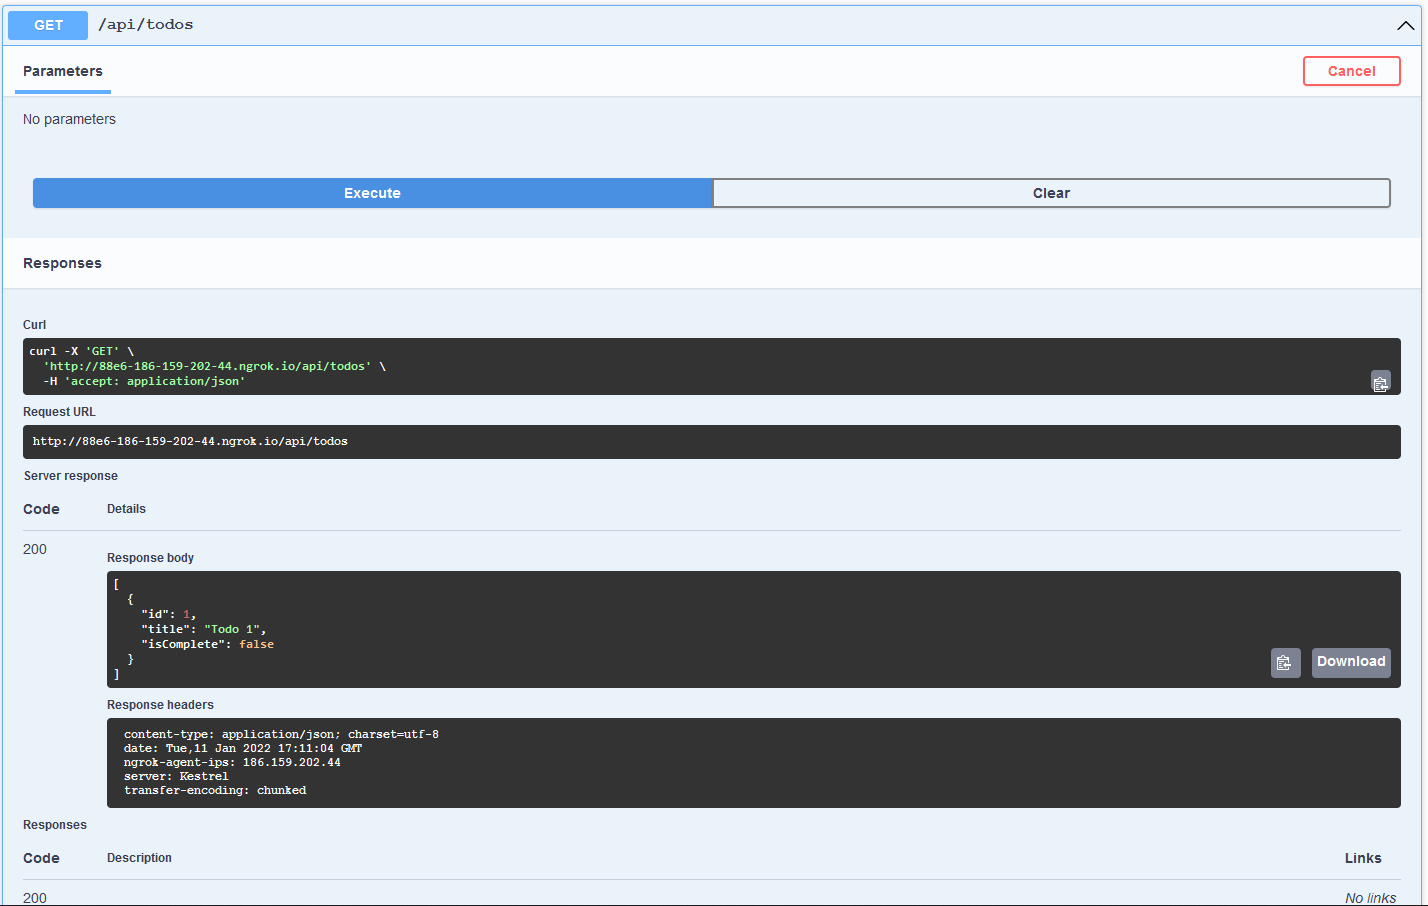 GET /api/todos
Parameters
Cancel
No parameters
Execute
Clear
Responses
Curl
curl -X 'GET' \
  'http://88e6-186-159-202-44.ngrok.io/api/todos' \
  -H 'accept: application/json'
Request URL
http://88e6-186-159-202-44.ngrok.io/api/todos
Server response
Code Details
200
Response body
[
  {
    "id": 1,
    "title": "Todo 1",
    "isComplete": false
  }
]
Download
Response headers
content-type: application/json; charset=utf-8
date: Tue,11 Jan 2022 17:11:04 GMT
ngrok-agent-ips: 186.159.202.44
server: Kestrel
transfer-encoding: chunked
Responses
Code Description Links
200 No links